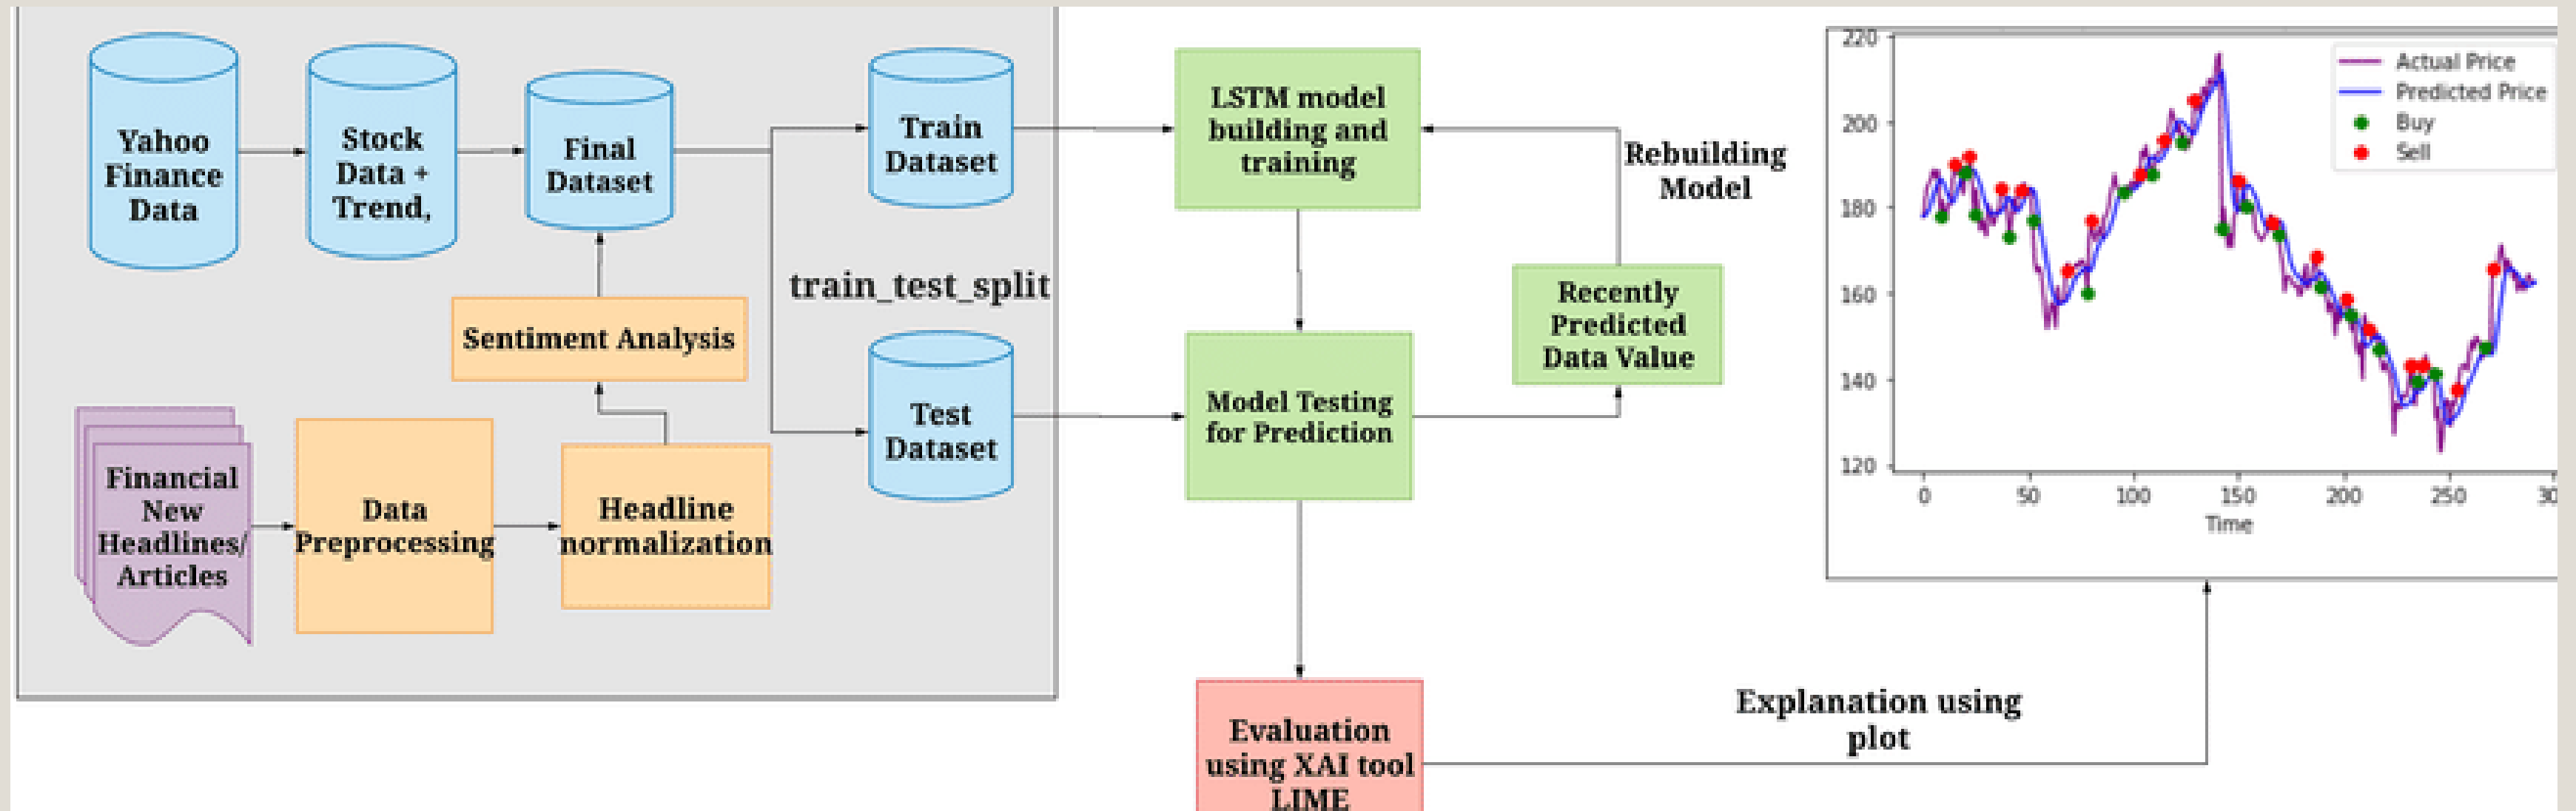 Yahoo
Finance
Data
Stock
Data +
Trend,
Final
Dataset
Train
Dataset
train_test_split
Test
Dataset
Sentiment Analysis
Financial
New
Headlines/
Articles
Data
Preprocessing
Headline
normalization
LSTM model
building and
training
Rebuilding
Model
Recently
Predicted
Data Value
Model Testing
for Prediction
Evaluation
using XAI tool
LIME
Explanation using
plot
220
200
180
160
140
120
Actual Price
Predicted Price
Buy
Sell
0 50 100 150 200 250 30
Time